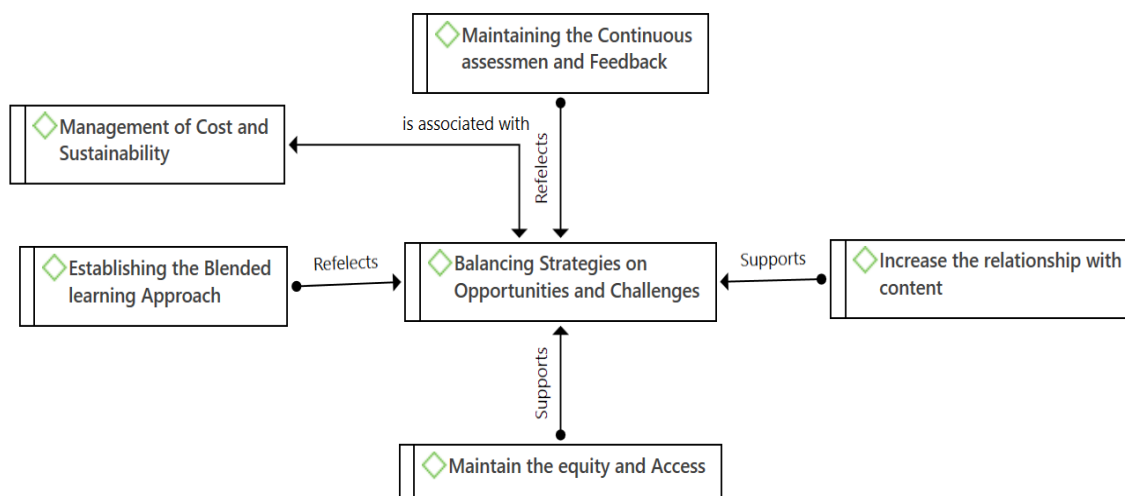 Maintaining the Continuous
assessmen and Feedback
Management of Cost and
Sustainability
is associated with
Refelects
Establishing the Blended
learning Approach
Refelects
Balancing Strategies on
Opportunities and Challenges
Supports
Increase the relationship with
content
Supports
Maintain the equity and Access